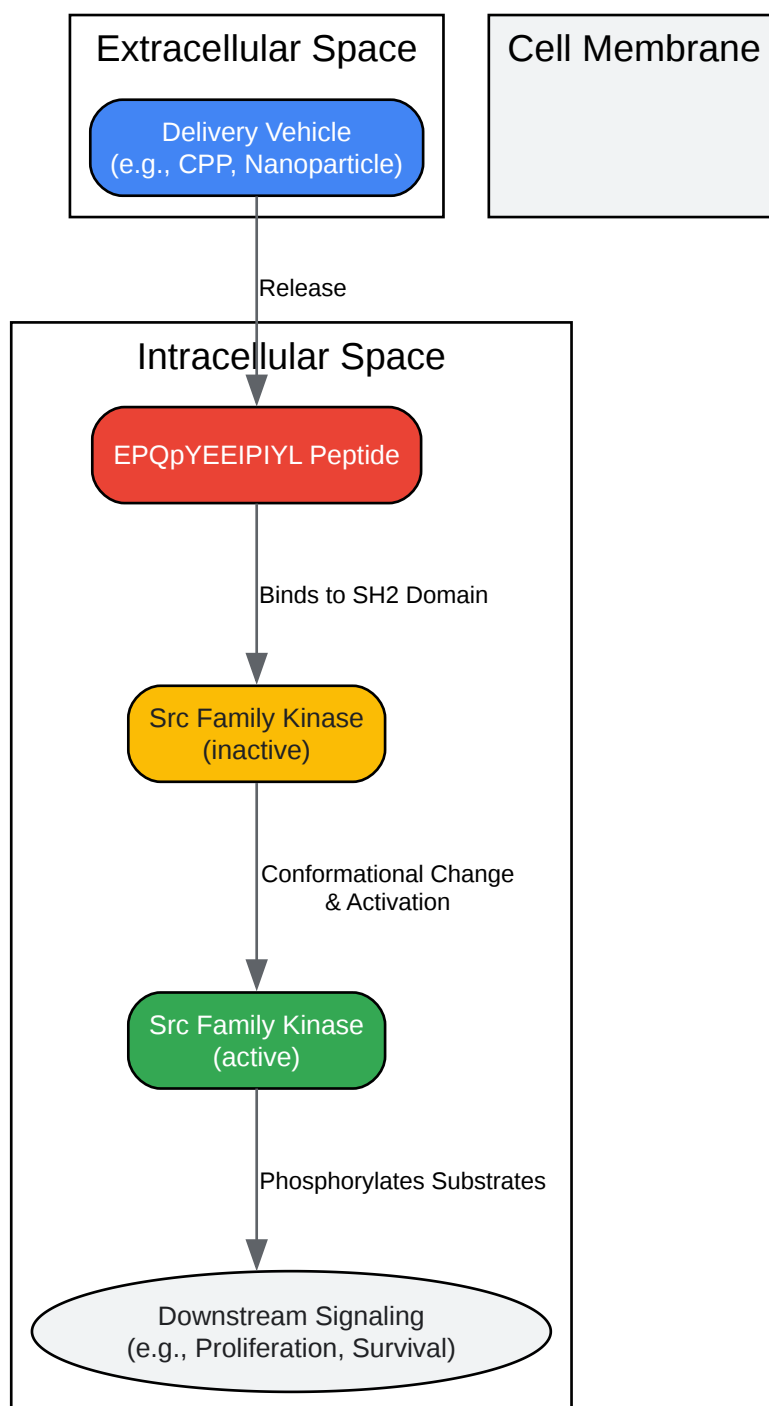 Extracellular Space
Cell Membrane
Delivery Vehicle
(e.g., CPP, Nanoparticle)
Release
Intracellular Space
EPQpYEEIPIYL Peptide
Binds to SH2 Domain
Src Family Kinase
(inactive)
Conformational Change
& Activation
Src Family Kinase
(active)
Phosphorylates Substrates
Downstream Signaling
(e.g., Proliferation, Survival)